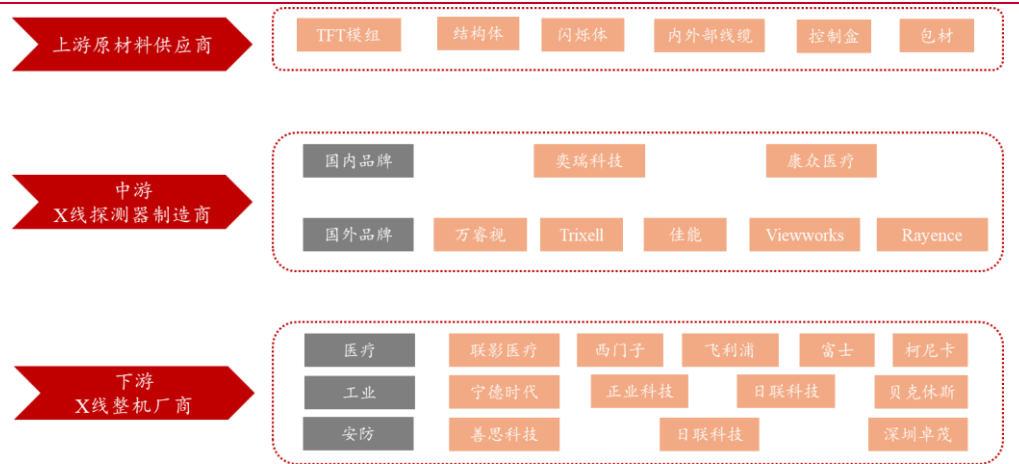 上游原材料供应商
TFT模组 结构体 闪烁体 内外部线缆 控制盒 包材
中游
X线探测器制造商
国内品牌 奕瑞科技 康众医疗
国外品牌 万睿视 Trixell 佳能 Viewworks Rayence
下游
X线整机厂商
医疗 联影医疗 西门子 飞利浦 富士 柯尼卡
工业 宁德时代 正业科技 日联科技 贝克休斯
安防 善思科技 日联科技 深圳卓茂